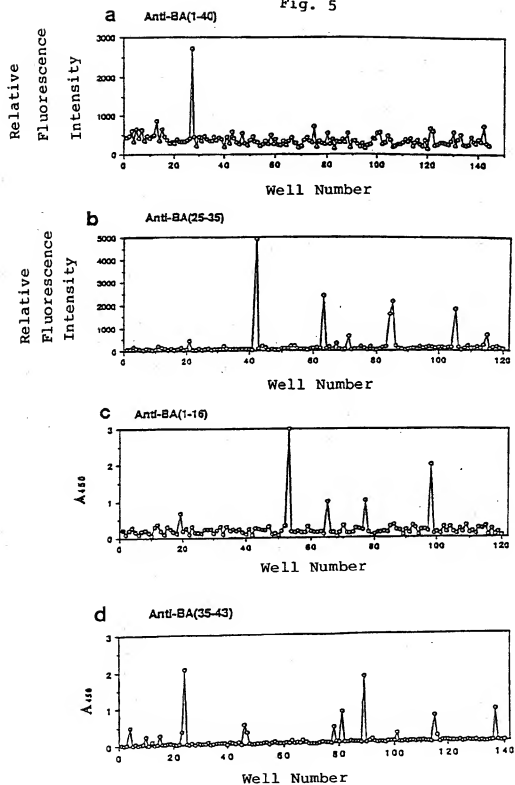 Fig. 5
a Anti-BA(1-40)
Relative
Fluorescence
Intensity
3000
2000
1000
0
0 20 40 60 80 100 120 140
Well Number
b Anti-BA(25-35)
Relative
Fluorescence
Intensity
5000
4000
3000
2000
1000
0
0 20 40 60 80 100 120
Well Number
c Anti-BA(1-16)
A450
3
2
1
0
0 20 40 60 80 100 120
Well Number
d Anti-BA(35-43)
A450
3
2
1
0
0 20 40 60 80 100 120 140
Well Number